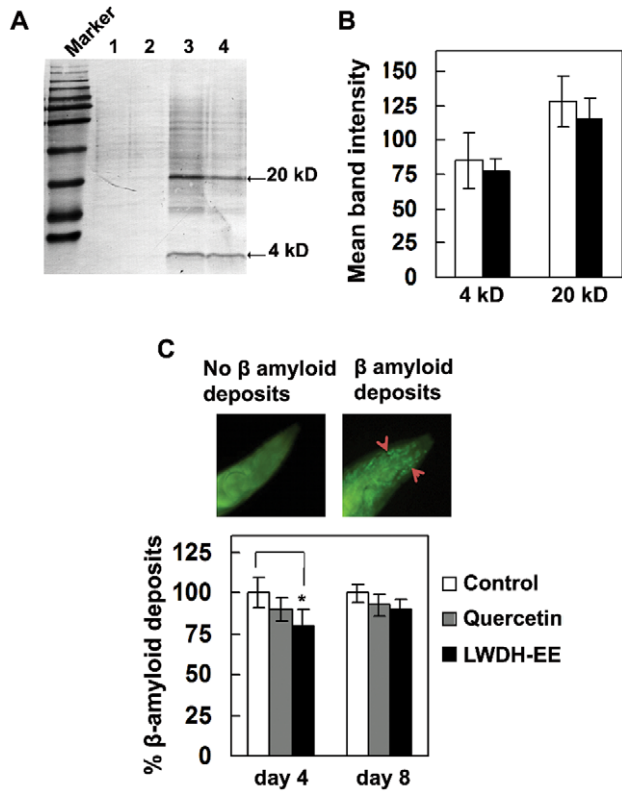 A
Marker 1 2 3 4
20 kD
4 kD
B
Mean band intensity
150
125
100
75
50
25
0
4 kD 20 kD
C
No β amyloid
deposits
β amyloid
deposits
% β-amyloid deposits
125
100
75
50
25
0
*
day 4 day 8
Control
Quercetin
LWDH-EE